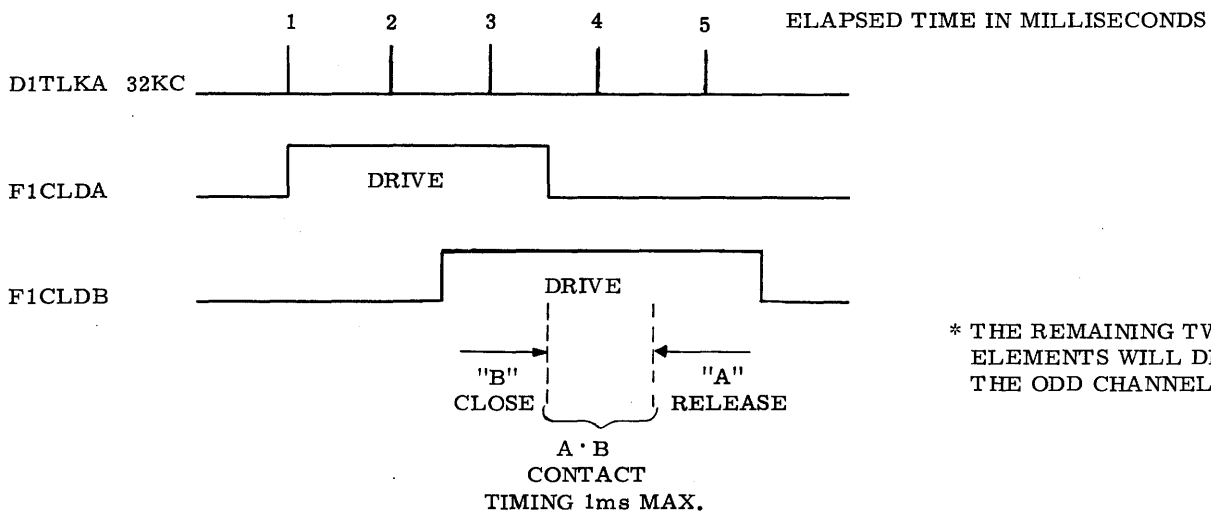 1 2 3 4 5 ELAPSED TIME IN MILLISECONDS
D1TLKA 32KC
F1CLDA
DRIVE
F1CLDB
DRIVE
"B"
CLOSE
"A"
RELEASE
A · B
CONTACT
TIMING 1ms MAX.
* THE REMAINING
ELEMENTS WILL
THE ODD CHANNEL